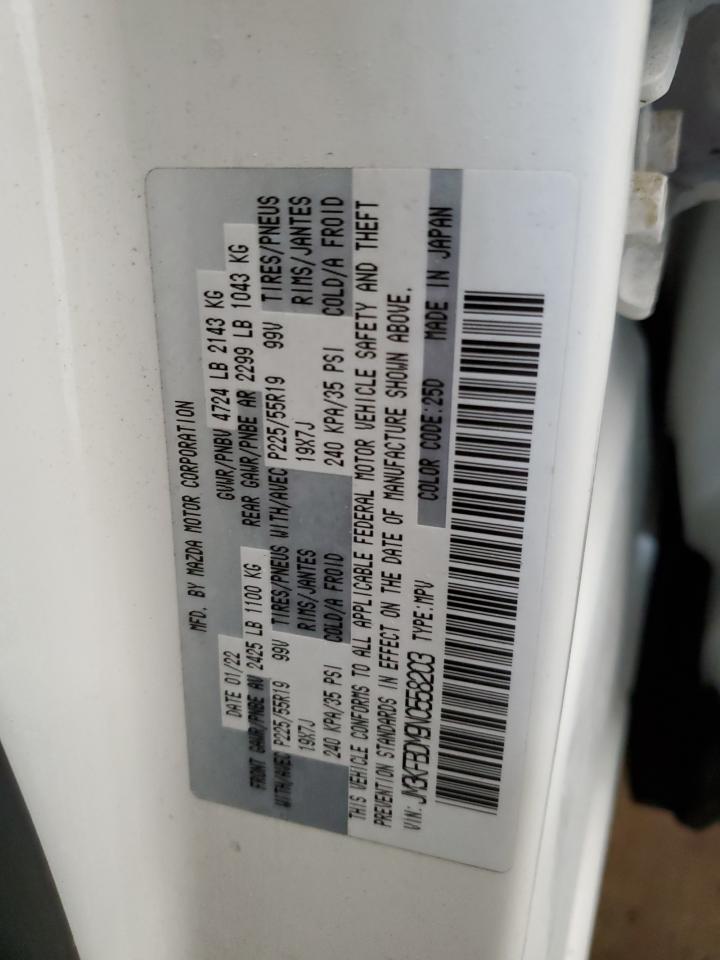 MFD. BY MAZDA MOTOR CORPORATION
DATE 01/22 GVWR/PNBV 4724 LB 2143 KG
FRONT GAWR/PNBE AV 2425 LB 1100 KG REAR GAWR/PNBE AR 2299 LB 1043 KG
WITH/AVEC P225/55R19 99V TIRES/PNEUS WITH/AVEC P225/55R19 99V TIRES/PNEUS
19X7J RIMS/JANTES 19X7J RIMS/JANTES
240 KPA/35 PSI COLD/A FROID 240 KPA/35 PSI COLD/A FROID
THIS VEHICLE CONFORMS TO ALL APPLICABLE FEDERAL MOTOR VEHICLE SAFETY AND THEFT
PREVENTION STANDARDS IN EFFECT ON THE DATE OF MANUFACTURE SHOWN ABOVE.
VIN: JM3KFBDM9N0558203 TYPE:MPV COLOR CODE:25D MADE IN JAPAN